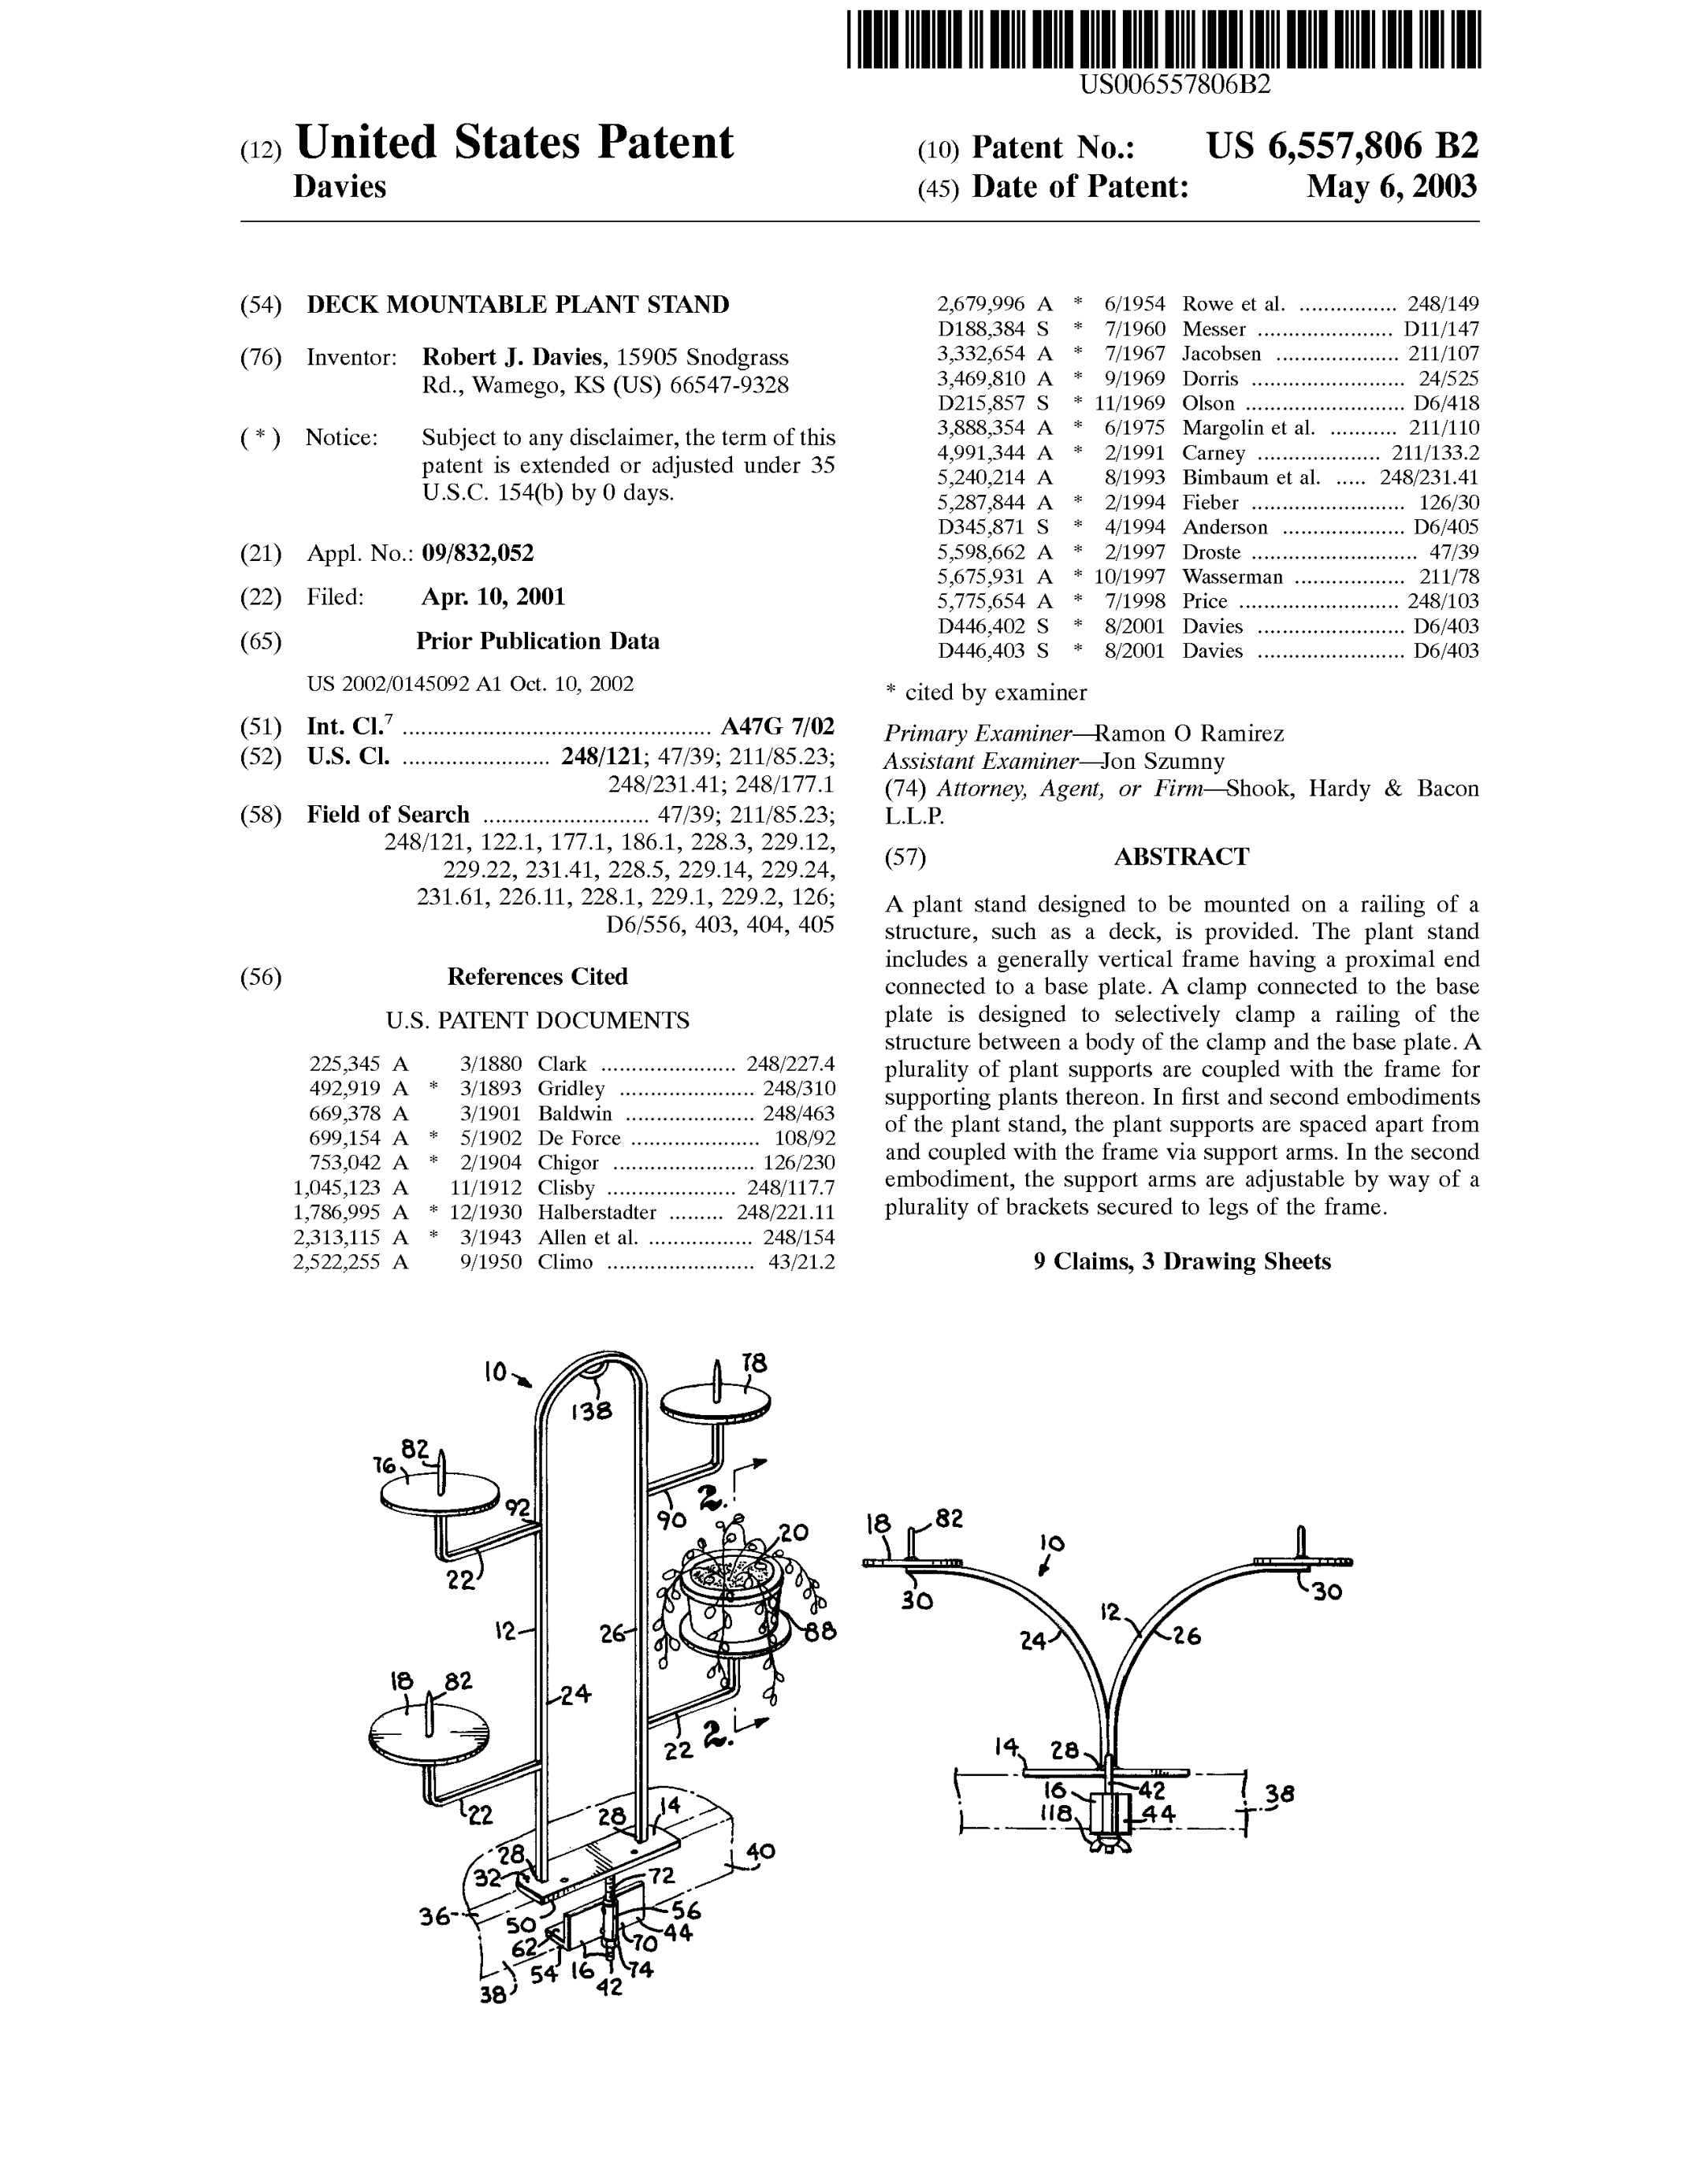 US006557806B2
(12) United States Patent
Davies
(10) Patent No.: US 6,557,806 B2
(45) Date of Patent: May 6, 2003
(54) DECK MOUNTABLE PLANT STAND
(76) Inventor: Robert J. Davies, 15905 Snodgrass
Rd., Wamego, KS (US) 66547-9328
( * ) Notice: Subject to any disclaimer, the term of this
patent is extended or adjusted under 35
U.S.C. 154(b) by 0 days.
(21) Appl. No.: 09/832,052
(22) Filed: Apr. 10, 2001
(65) Prior Publication Data
US 2002/0145092 A1 Oct. 10, 2002
(51) Int. Cl.7 ............................................ A47G 7/02
(52) U.S. Cl. ........................ 248/121; 47/39; 211/85.23;
248/231.41; 248/177.1
(58) Field of Search ........................... 47/39; 211/85.23;
248/121, 122.1, 177.1, 186.1, 228.3, 229.12,
229.22, 231.41, 228.5, 229.14, 229.24,
231.61, 226.11, 228.1, 229.1, 229.2, 126;
D6/556, 403, 404, 405
(56) References Cited
U.S. PATENT DOCUMENTS
225,345 A 3/1880 Clark ...................... 248/227.4
492,919 A * 3/1893 Gridley ...................... 248/310
669,378 A 3/1901 Baldwin ..................... 248/463
699,154 A * 5/1902 De Force ..................... 108/92
753,042 A * 2/1904 Chigor ....................... 126/230
1,045,123 A 11/1912 Clisby ..................... 248/117.7
1,786,995 A * 12/1930 Halberstadter ......... 248/221.11
2,313,115 A * 3/1943 Allen et al. ................. 248/154
2,522,255 A 9/1950 Climo ........................ 43/21.2
2,679,996 A * 6/1954 Rowe et al. ................ 248/149
D188,384 S * 7/1960 Messer ...................... D11/147
3,332,654 A * 7/1967 Jacobsen .................... 211/107
3,469,810 A * 9/1969 Dorris ......................... 24/525
D215,857 S * 11/1969 Olson .......................... D6/418
3,888,354 A * 6/1975 Margolin et al. ........... 211/110
4,991,344 A * 2/1991 Carney .................... 211/133.2
5,240,214 A 8/1993 Bimbaum et al. ..... 248/231.41
5,287,844 A * 2/1994 Fieber ......................... 126/30
D345,871 S * 4/1994 Anderson .................... D6/405
5,598,662 A * 2/1997 Droste ........................... 47/39
5,675,931 A * 10/1997 Wasserman .................. 211/78
5,775,654 A * 7/1998 Price .......................... 248/103
D446,402 S * 8/2001 Davies ........................ D6/403
D446,403 S * 8/2001 Davies ........................ D6/403
* cited by examiner
Primary Examiner—Ramon O Ramirez
Assistant Examiner—Jon Szumny
(74) Attorney, Agent, or Firm—Shook, Hardy & Bacon
L.L.P.
(57) ABSTRACT
A plant stand designed to be mounted on a railing of a
structure, such as a deck, is provided. The plant stand
includes a generally vertical frame having a proximal end
connected to a base plate. A clamp connected to the base
plate is designed to selectively clamp a railing of the
structure between a body of the clamp and the base plate. A
plurality of plant supports are coupled with the frame for
supporting plants thereon. In first and second embodiments
of the plant stand, the plant supports are spaced apart from
and coupled with the frame via support arms. In the second
embodiment, the support arms are adjustable by way of a
plurality of brackets secured to legs of the frame.
9 Claims, 3 Drawing Sheets
10
78
138
82
76
92
2.
90
20
22
12
26
88
18 82
24
22 2.
22
28 14
28
32
40
72
36
50
56
44
62
70
54 16 74
38 42
18 82
10
30
30
12
24
26
14 28
16 42
38
118 44